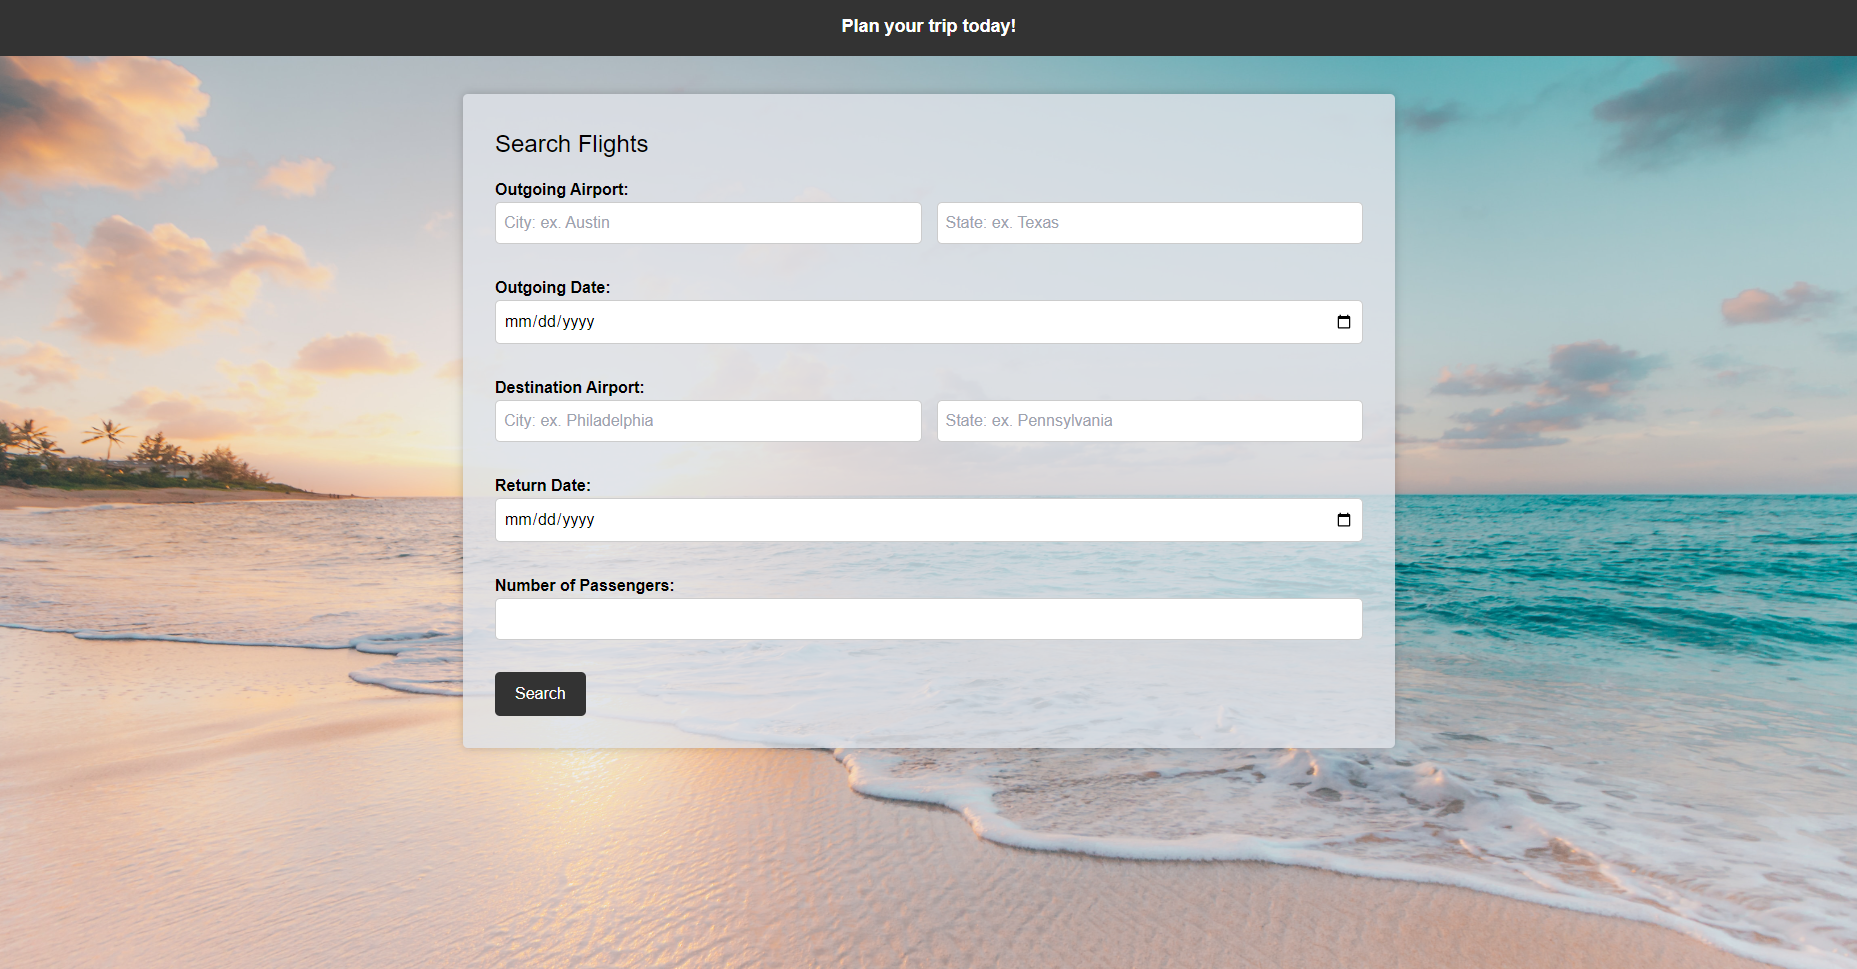 Plan your trip today!
Search Flights
Outgoing Airport:
City: ex. Austin State: ex. Texas
Outgoing Date:
mm/dd/yyyy
Destination Airport:
City: ex. Philadelphia State: ex. Pennsylvania
Return Date:
mm/dd/yyyy
Number of Passengers:
Search